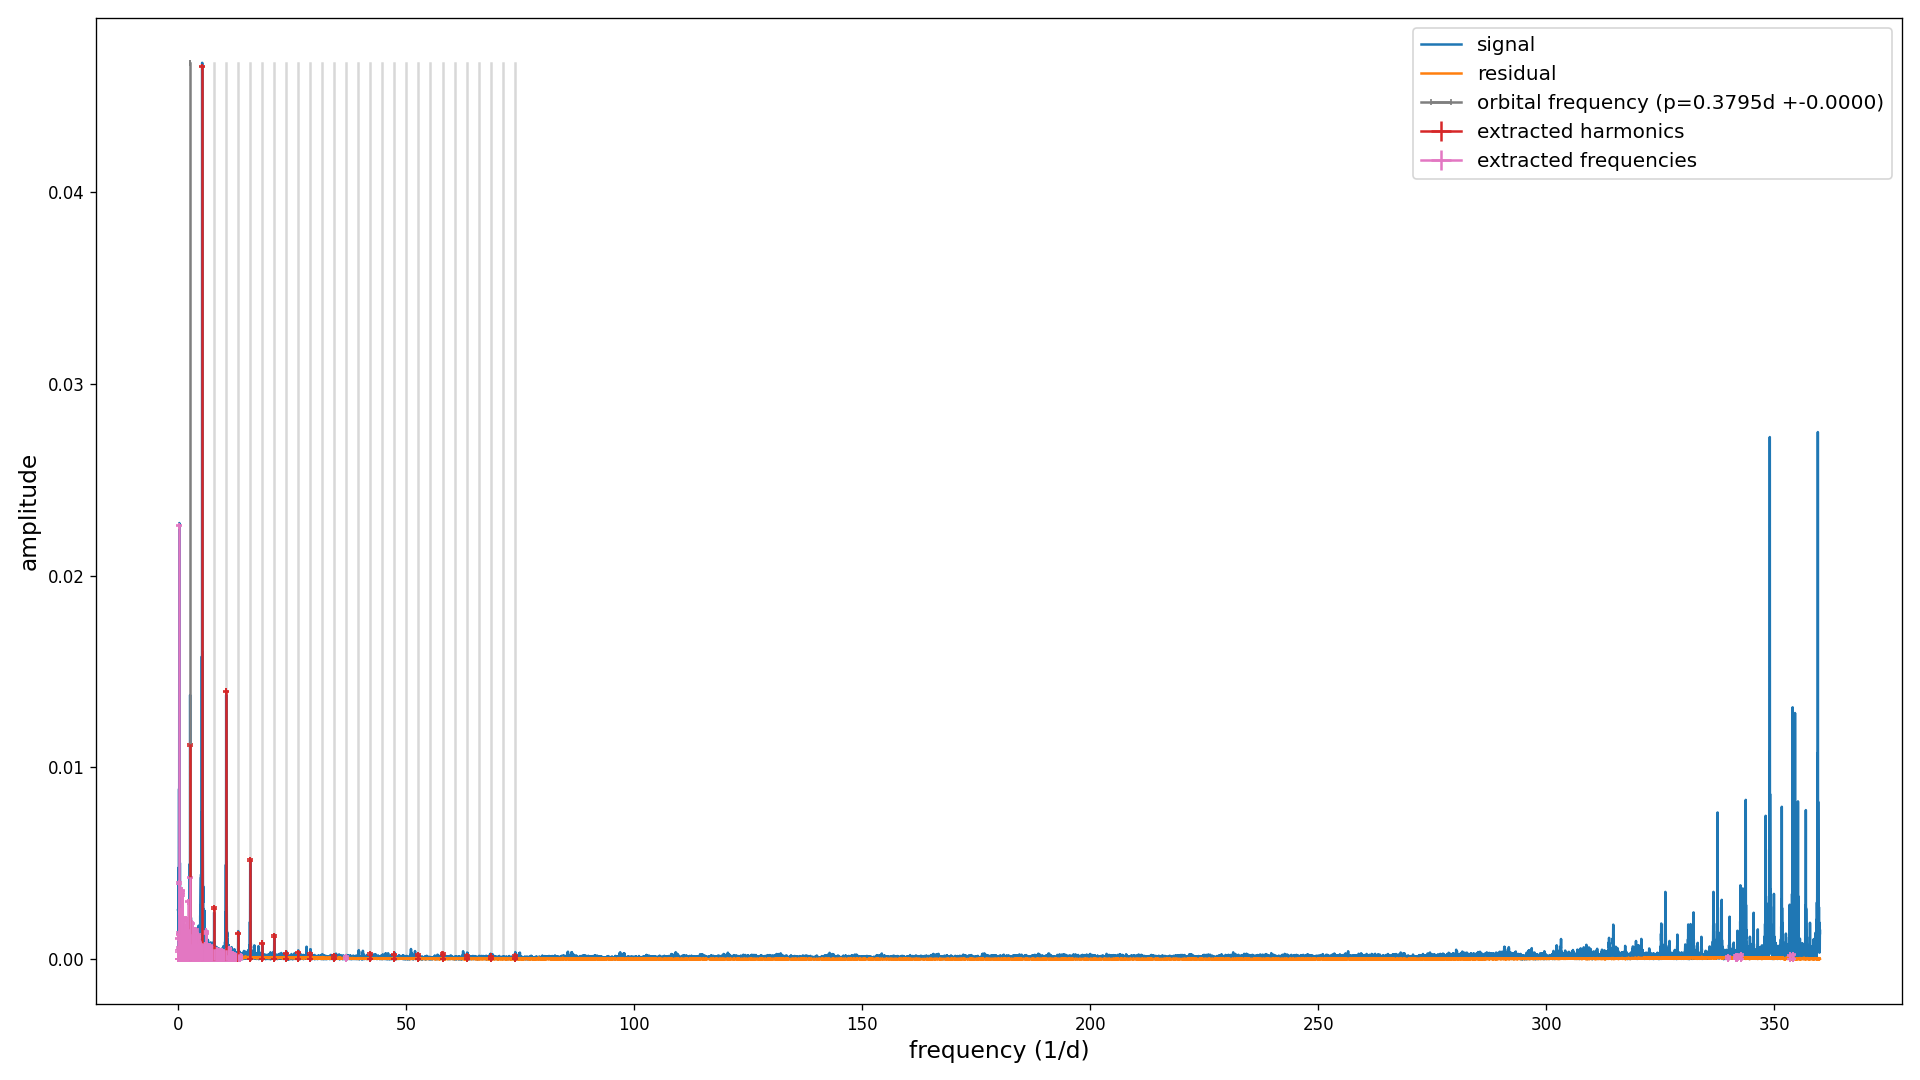 signal
residual
orbital frequency (p=0.3795d +-0.0000)
extracted harmonics
extracted frequencies
amplitude
0.04
0.03
0.02
0.01
0.00
0 50 100 150 200 250 300 350
frequency (1/d)